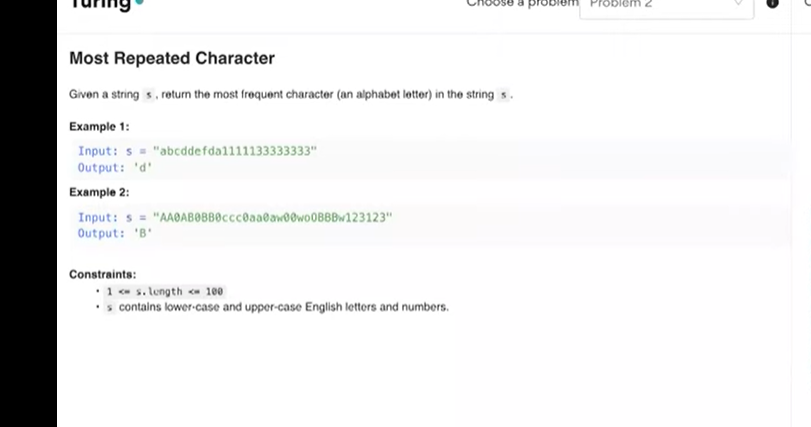 Turing
Choose a problem Problem 2
Most Repeated Character
Given a string s, return the most frequent character (an alphabet letter) in the string s.
Example 1:
Input: s = "abcddefda1111133333333"
Output: 'd'
Example 2:
Input: s = "AA0AB0BB0ccc0aa0aw00wo0BBBw123123"
Output: 'B'
Constraints:
• 1 <= s.length <= 100
• s contains lower-case and upper-case English letters and numbers.